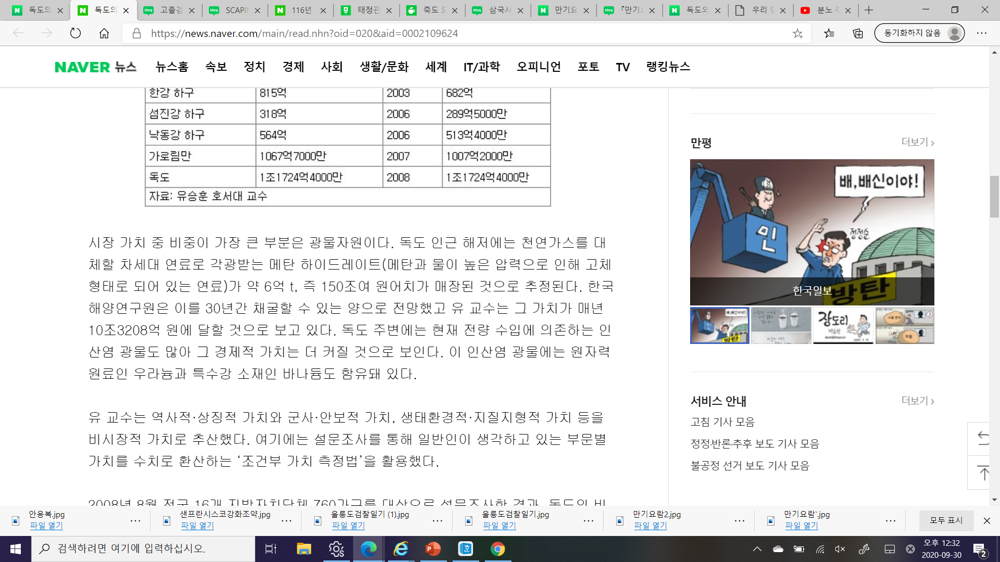 독도의
독도의
고졸검
SCAPIN
116년
태정관
죽도 도
삼국사
만기요
『만기요
독도와
우리 영
분노 주
https://news.naver.com/main/read.nhn?oid=020&aid=0002109624
동기화하지 않음
NAVER 뉴스 뉴스홈 속보 정치 경제 사회 생활/문화 세계 IT/과학 오피니언 포토 TV 랭킹뉴스
한강 하구 815억 2003 682억
섬진강 하구 318억 2006 289억5000만
낙동강 하구 564억 2006 513억4000만
가로림만 1067억7000만 2007 1007억2000만
독도 1조1724억4000만 2008 1조1724억4000만
자료: 유승훈 호서대 교수
시장 가치 중 비중이 가장 큰 부분은 광물자원이다. 독도 인근 해저에는 천연가스를 대
체할 차세대 연료로 각광받는 메탄 하이드레이트(메탄과 물이 높은 압력으로 인해 고체
형태로 되어 있는 연료)가 약 6억 t, 즉 150조여 원어치가 매장된 것으로 추정된다. 한국
해양연구원은 이를 30년간 채굴할 수 있는 양으로 전망했고 유 교수는 그 가치가 매년
10조3208억 원에 달할 것으로 보고 있다. 독도 주변에는 현재 전량 수입에 의존하는 인
산염 광물도 많아 그 경제적 가치는 더 커질 것으로 보인다. 이 인산염 광물에는 원자력
원료인 우라늄과 특수강 소재인 바나듐도 함유돼 있다.
유 교수는 역사적·상징적 가치와 군사·안보적 가치, 생태환경적·지질지형적 가치 등을
비시장적 가치로 추산했다. 여기에는 설문조사를 통해 일반인이 생각하고 있는 부문별
가치를 수치로 환산하는 ‘조건부 가치 측정법’을 활용했다.
2008년 8월 전국 16개 지방자치단체 760가구를 대상으로 설문조사한 결과, 독도의 비
만평 더보기
배,배신이야!
민
정정순
방탄
한국일보
장도리
서비스 안내 더보기
고침 기사 모음
정정·반론·추후 보도 기사 모음
불공정 선거 보도 기사 모음
안용복.jpg
파일 열기
샌프란시스코강화조약.jpg
파일 열기
울릉도검찰일기 (1).jpg
파일 열기
울릉도검찰일기.jpg
파일 열기
만기요람2.jpg
파일 열기
만기요람`.jpg
파일 열기
모두 표시
검색하려면 여기에 입력하십시오.
오후 12:32
2020-09-30
2